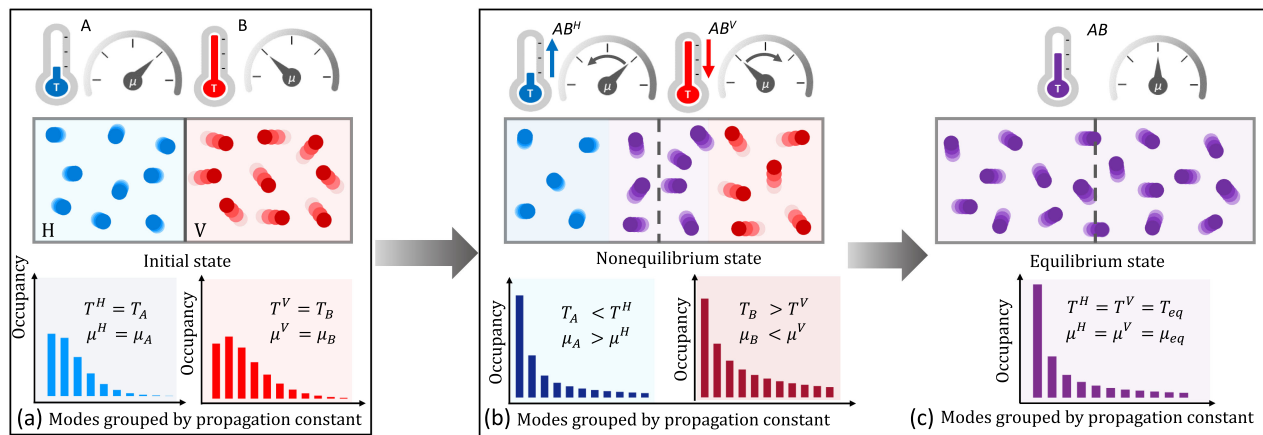 A
T
μ
B
T
μ
H
V
Initial state
Occupancy
T^H = T_A
μ^H = μ_A
T^V = T_B
μ^V = μ_B
(a) Modes grouped by propagation constant
AB^H
T
μ
AB^V
T
μ
Nonequilibrium state
Occupancy
T_A < T^H
μ_A > μ^H
Occupancy
T_B > T^V
μ_B < μ^V
(b) Modes grouped by propagation constant
AB
T
μ
Equilibrium state
Occupancy
T^H = T^V = T_eq
μ^H = μ^V = μ_eq
(c) Modes grouped by propagation constant